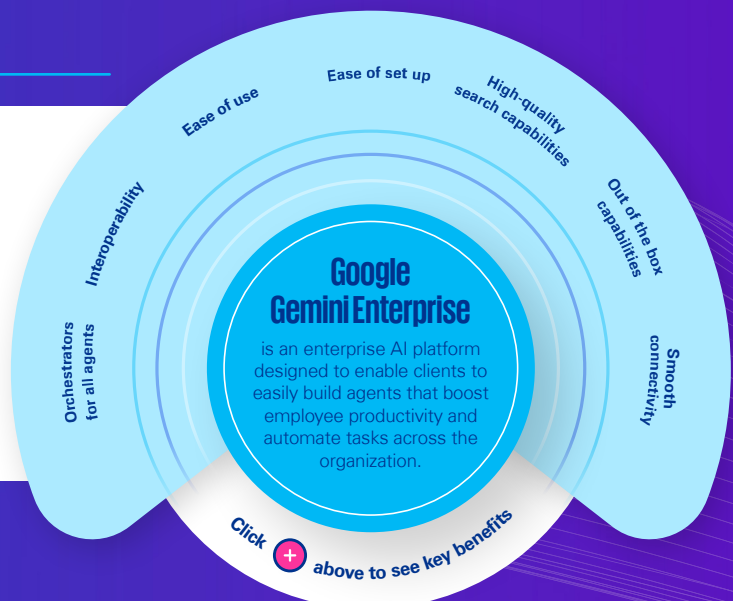 Orchestrators
for all agents
Interoperability
Ease of use
Ease of set up
High-quality
search capabilities
Out of the box
capabilities
Smooth
connectivity
Google
Gemini Enterprise
is an enterprise AI platform
designed to enable clients to
easily build agents that boost
employee productivity and
automate tasks across the
organization.
Click + above to see key benefits